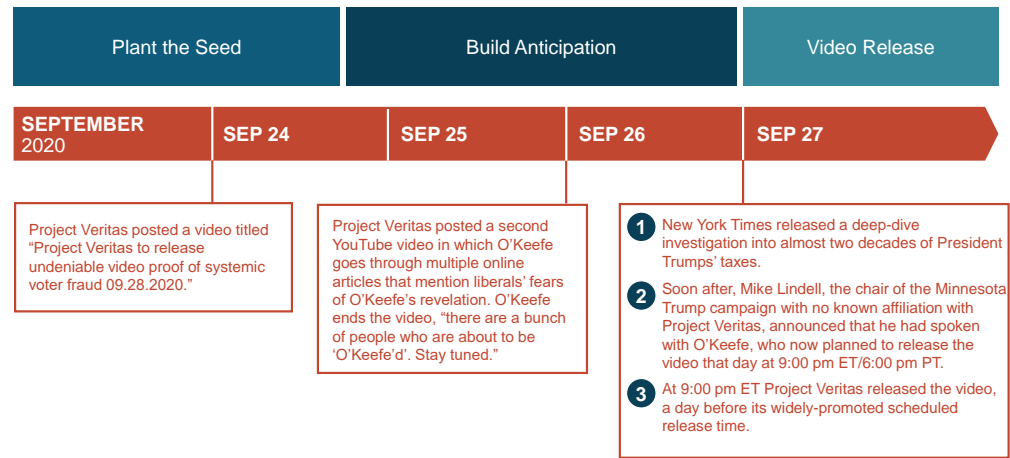 Plant the Seed
Build Anticipation
Video Release
SEPTEMBER
2020
SEP 24
SEP 25
SEP 26
SEP 27
Project Veritas posted a video titled
“Project Veritas to release
undeniable video proof of systemic
voter fraud 09.28.2020.”
Project Veritas posted a second
YouTube video in which O’Keefe
goes through multiple online
articles that mention liberals’ fears
of O’Keefe’s revelation. O’Keefe
ends the video, “there are a bunch
of people who are about to be
‘O’Keefe’d’. Stay tuned.”
1
New York Times released a deep-dive
investigation into almost two decades of President
Trumps’ taxes.
2
Soon after, Mike Lindell, the chair of the Minnesota
Trump campaign with no known affiliation with
Project Veritas, announced that he had spoken
with O’Keefe, who now planned to release the
video that day at 9:00 pm ET/6:00 pm PT.
3
At 9:00 pm ET Project Veritas released the video,
a day before its widely-promoted scheduled
release time.